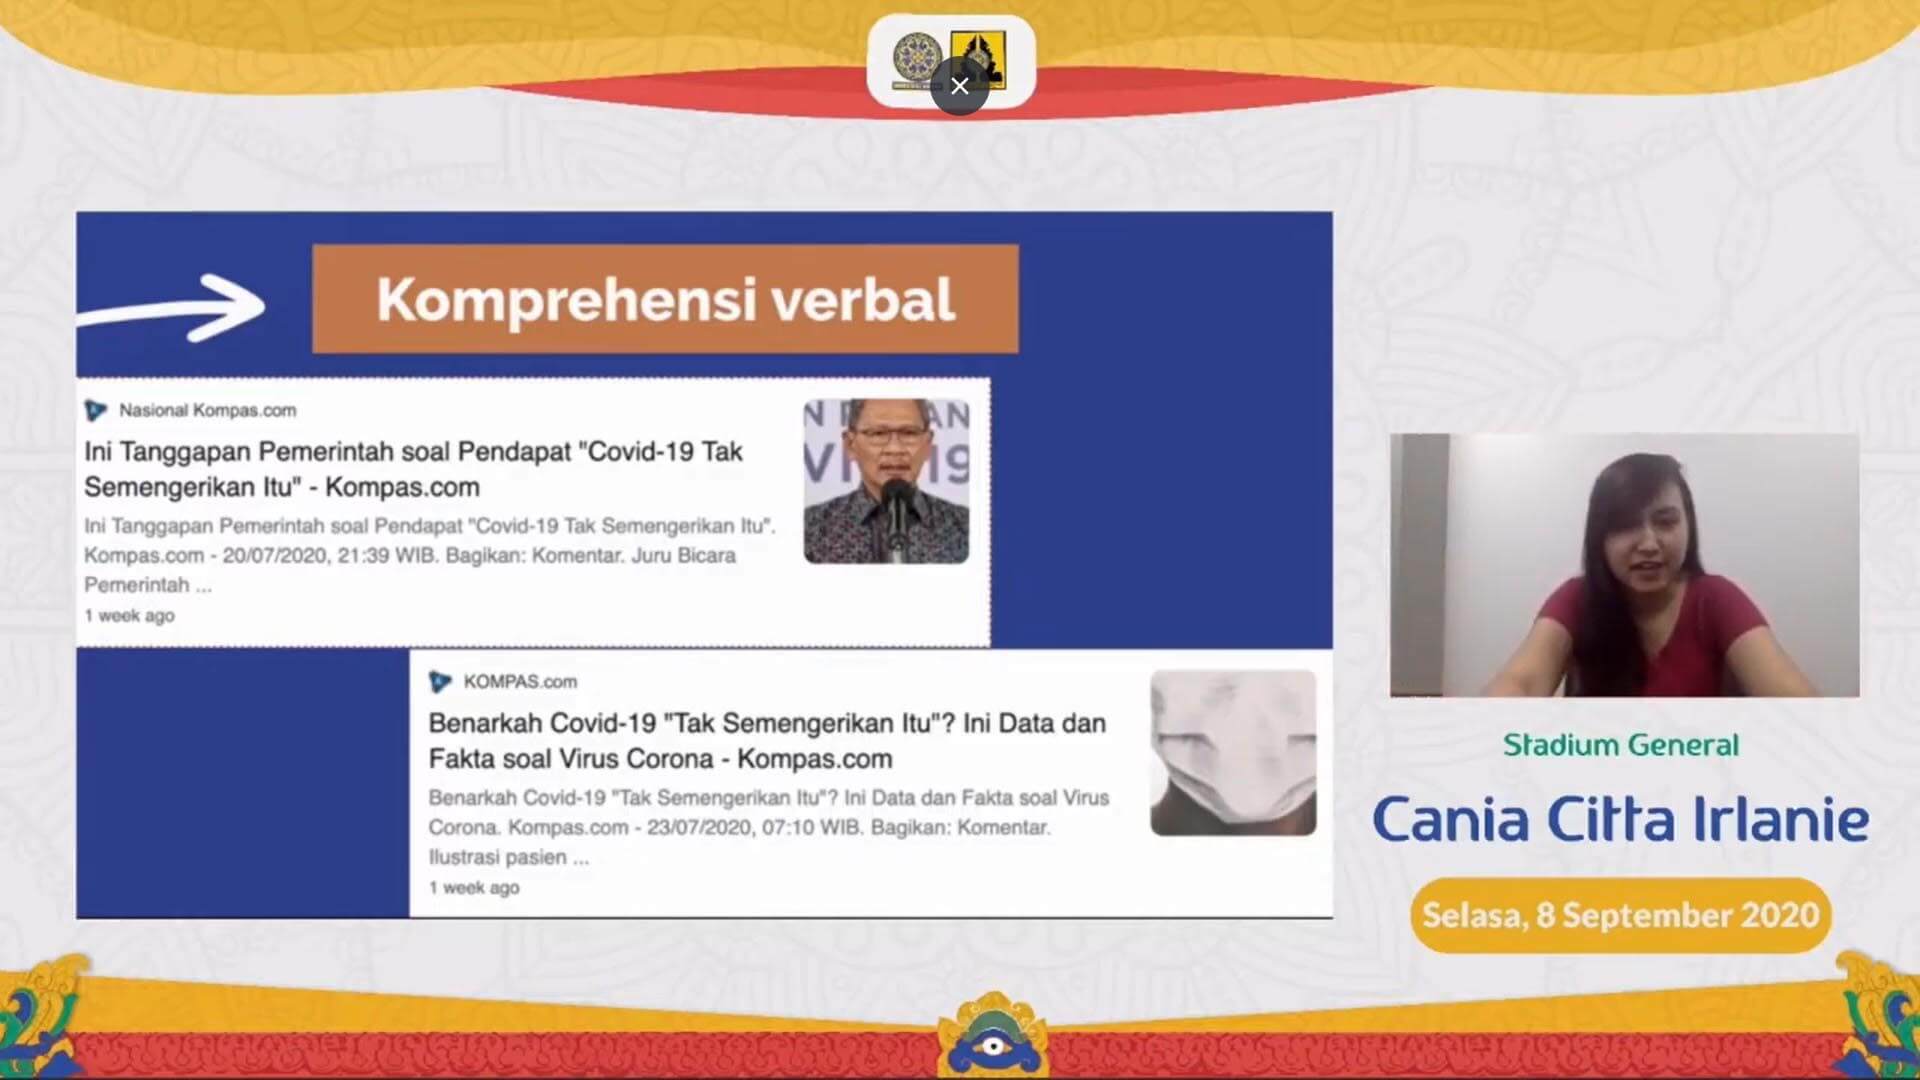 Komprehensi verbal
Nasional Kompas.com
Ini Tanggapan Pemerintah soal Pendapat "Covid-19 Tak
Semengerikan Itu" - Kompas.com
Ini Tanggapan Pemerintah soal Pendapat "Covid-19 Tak Semengerikan Itu".
Kompas.com - 20/07/2020, 21:39 WIB. Bagikan: Komentar. Juru Bicara
Pemerintah ...
1 week ago
KOMPAS.com
Benarkah Covid-19 "Tak Semengerikan Itu"? Ini Data dan
Fakta soal Virus Corona - Kompas.com
Benarkah Covid-19 "Tak Semengerikan Itu"? Ini Data dan Fakta soal Virus
Corona. Kompas.com - 23/07/2020, 07:10 WIB. Bagikan: Komentar.
Ilustrasi pasien ...
1 week ago
Stadium General
Cania Citta Irlanie
Selasa, 8 September 2020